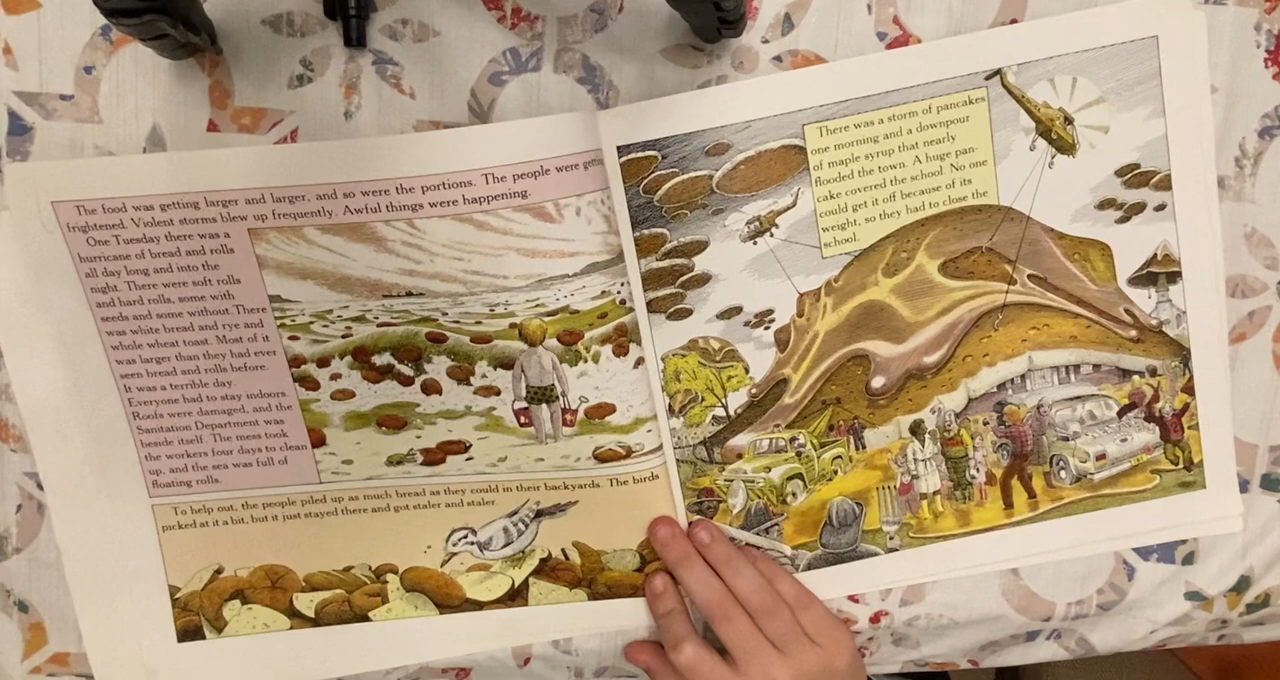 The food was getting larger and larger, and so were the portions. The people were getting
frightened. Violent storms blew up frequently. Awful things were happening.
One Tuesday there was a
hurricane of bread and rolls
all day long and into the
night. There were soft rolls
and hard rolls, some with
seeds and some without. There
was white bread and rye and
whole wheat toast. Most of it
was larger than they had ever
seen bread and rolls before.
It was a terrible day.
Everyone had to stay indoors.
Roofs were damaged, and the
Sanitation Department was
beside itself. The mess took
the workers four days to clean
up, and the sea was full of
floating rolls.
To help out, the people piled up as much bread as they could in their backyards. The birds
picked at it a bit, but it just stayed there and got staler and staler.
There was a storm of pancakes
one morning and a downpour
of maple syrup that nearly
flooded the town. A huge pan-
cake covered the school. No one
could get it off because of its
weight, so they had to close the
school.